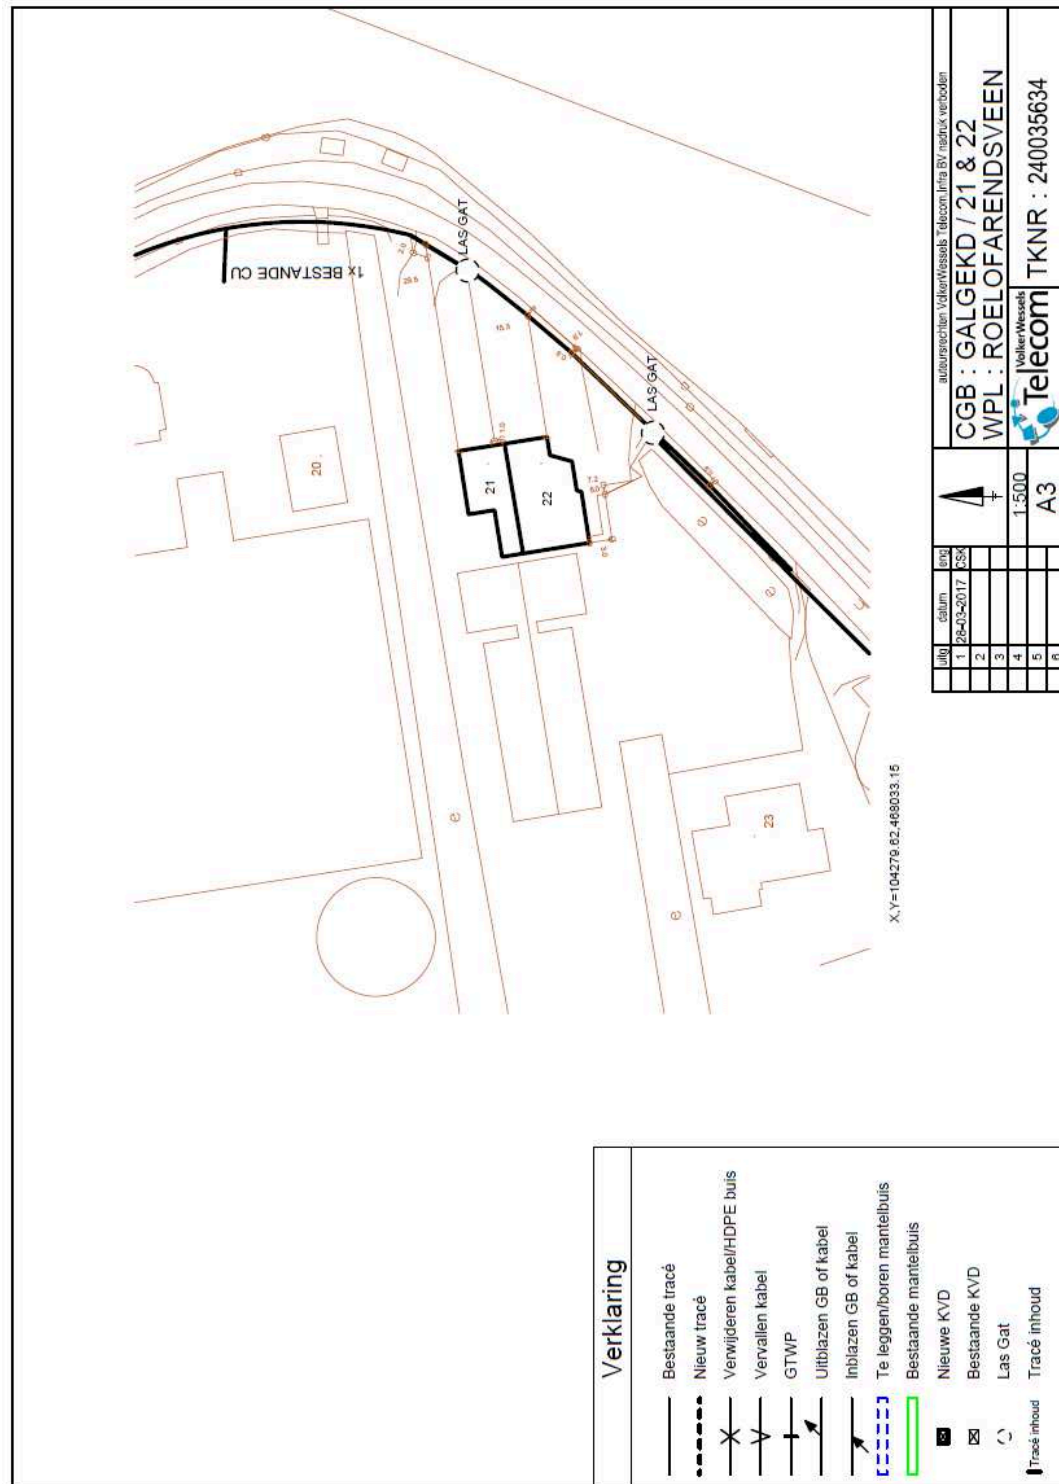 LAS GAT
1x BESTANDE CU
LAS GAT
20
21
22
23
e
e
e
e
X,Y=104279.62,468033.15
Verklaring
Bestaande tracé
Nieuw tracé
Verwijderen kabel/HDPE buis
Vervallen kabel
GTWP
Uitblazen GB of kabel
Inblazen GB of kabel
Te leggen/boren mantelbuis
Bestaande mantelbuis
Nieuwe KVD
Bestaande KVD
Las Gat
Tracé inhoud Tracé inhoud
uitg datum eng
1 28-03-2017 CSK
2
3
4
5
6
1:500
A3
auteursrechten VolkerWessels Telecom,Infra BV nadruk verboden
CGB : GALGEKD / 21 & 22
WPL : ROELOFARENDSVEEN
VolkerWessels
Telecom
TKNR : 240035634